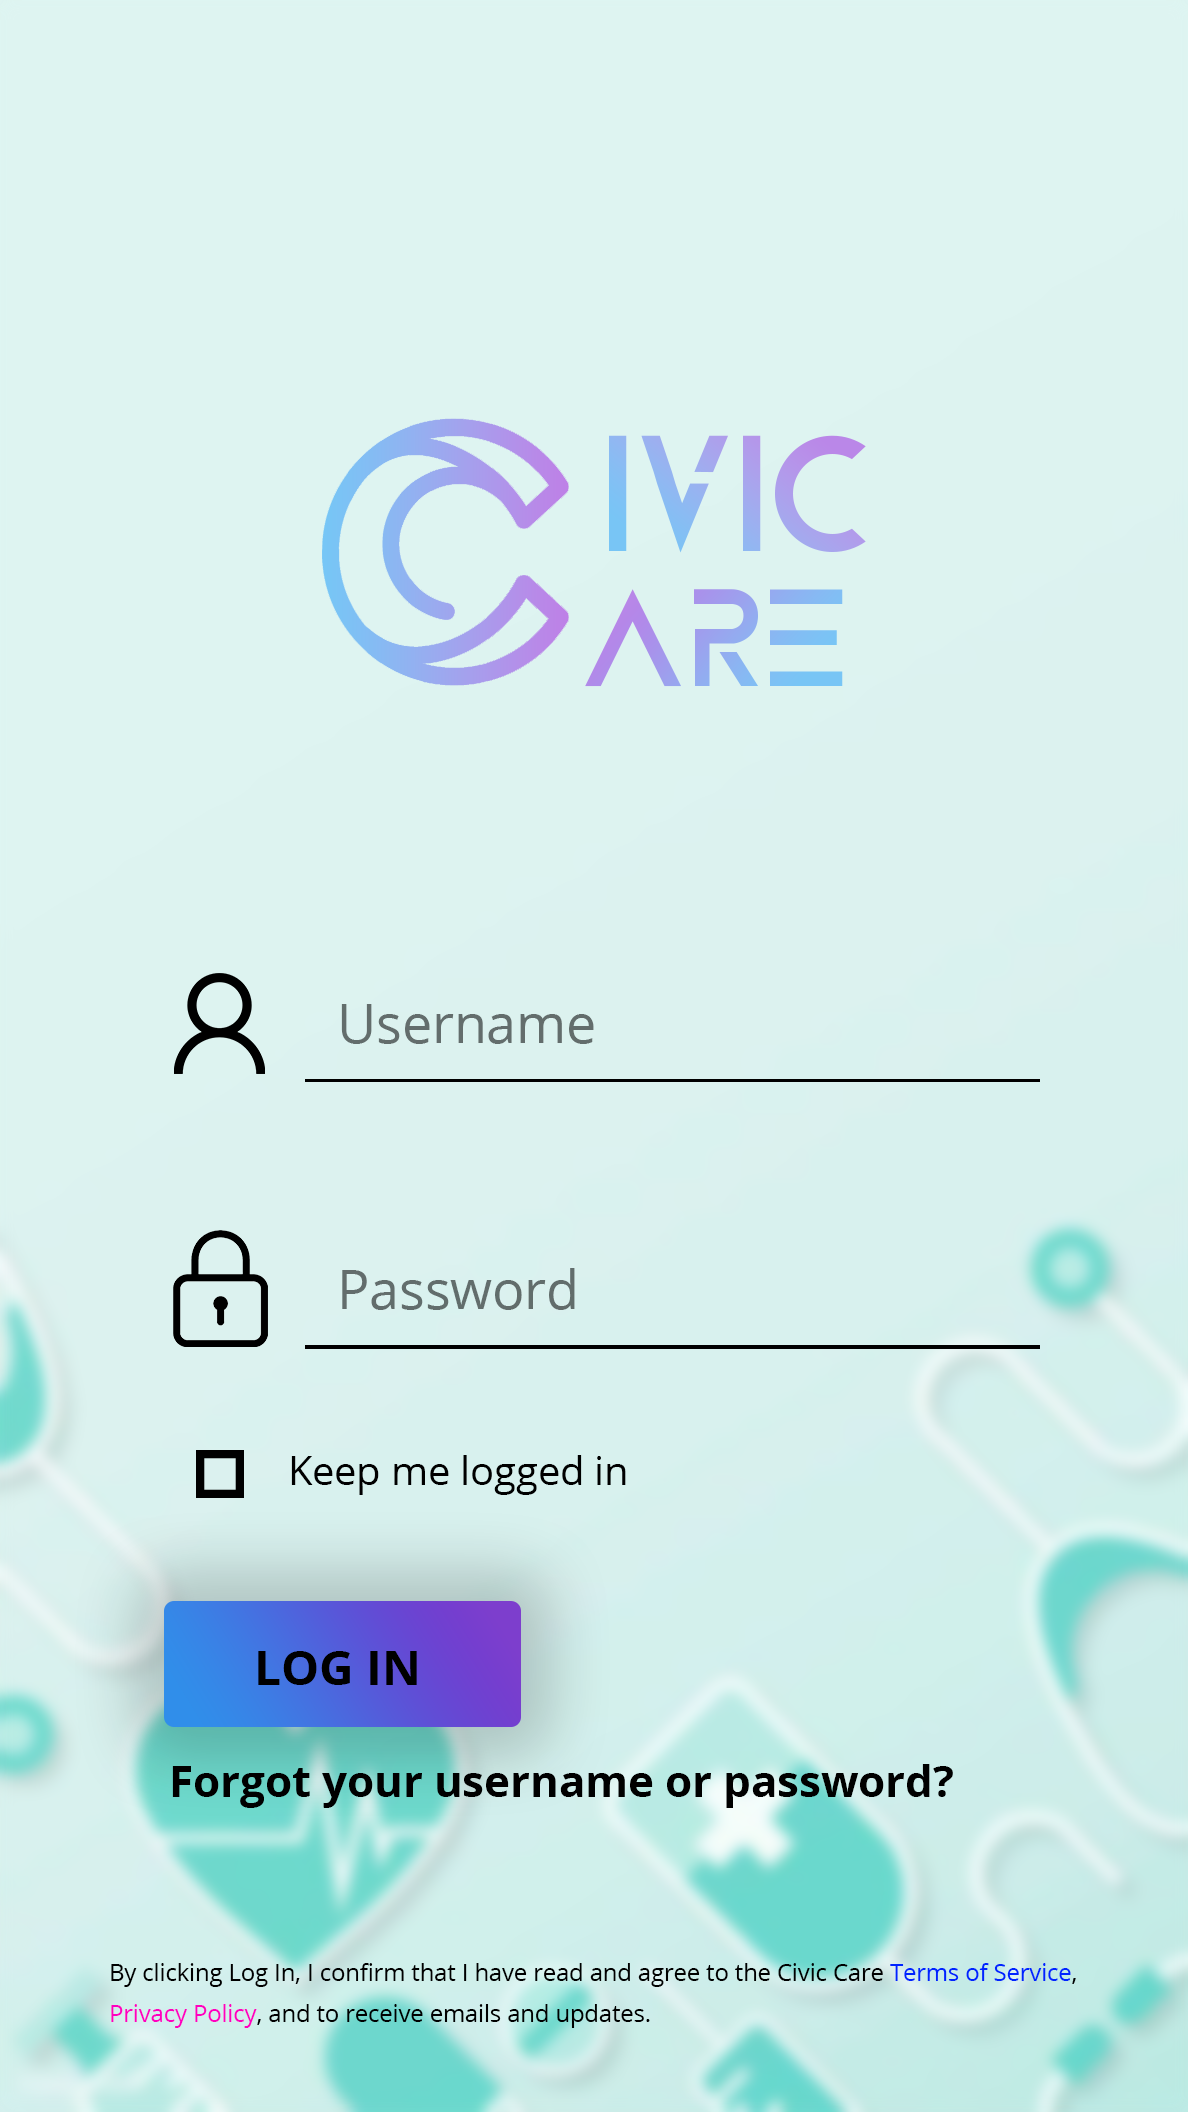 CIVIC
CARE
Username
Password
Keep me logged in
LOG IN
Forgot your username or password?
By clicking Log In, I confirm that I have read and agree to the Civic Care Terms of Service,
Privacy Policy, and to receive emails and updates.